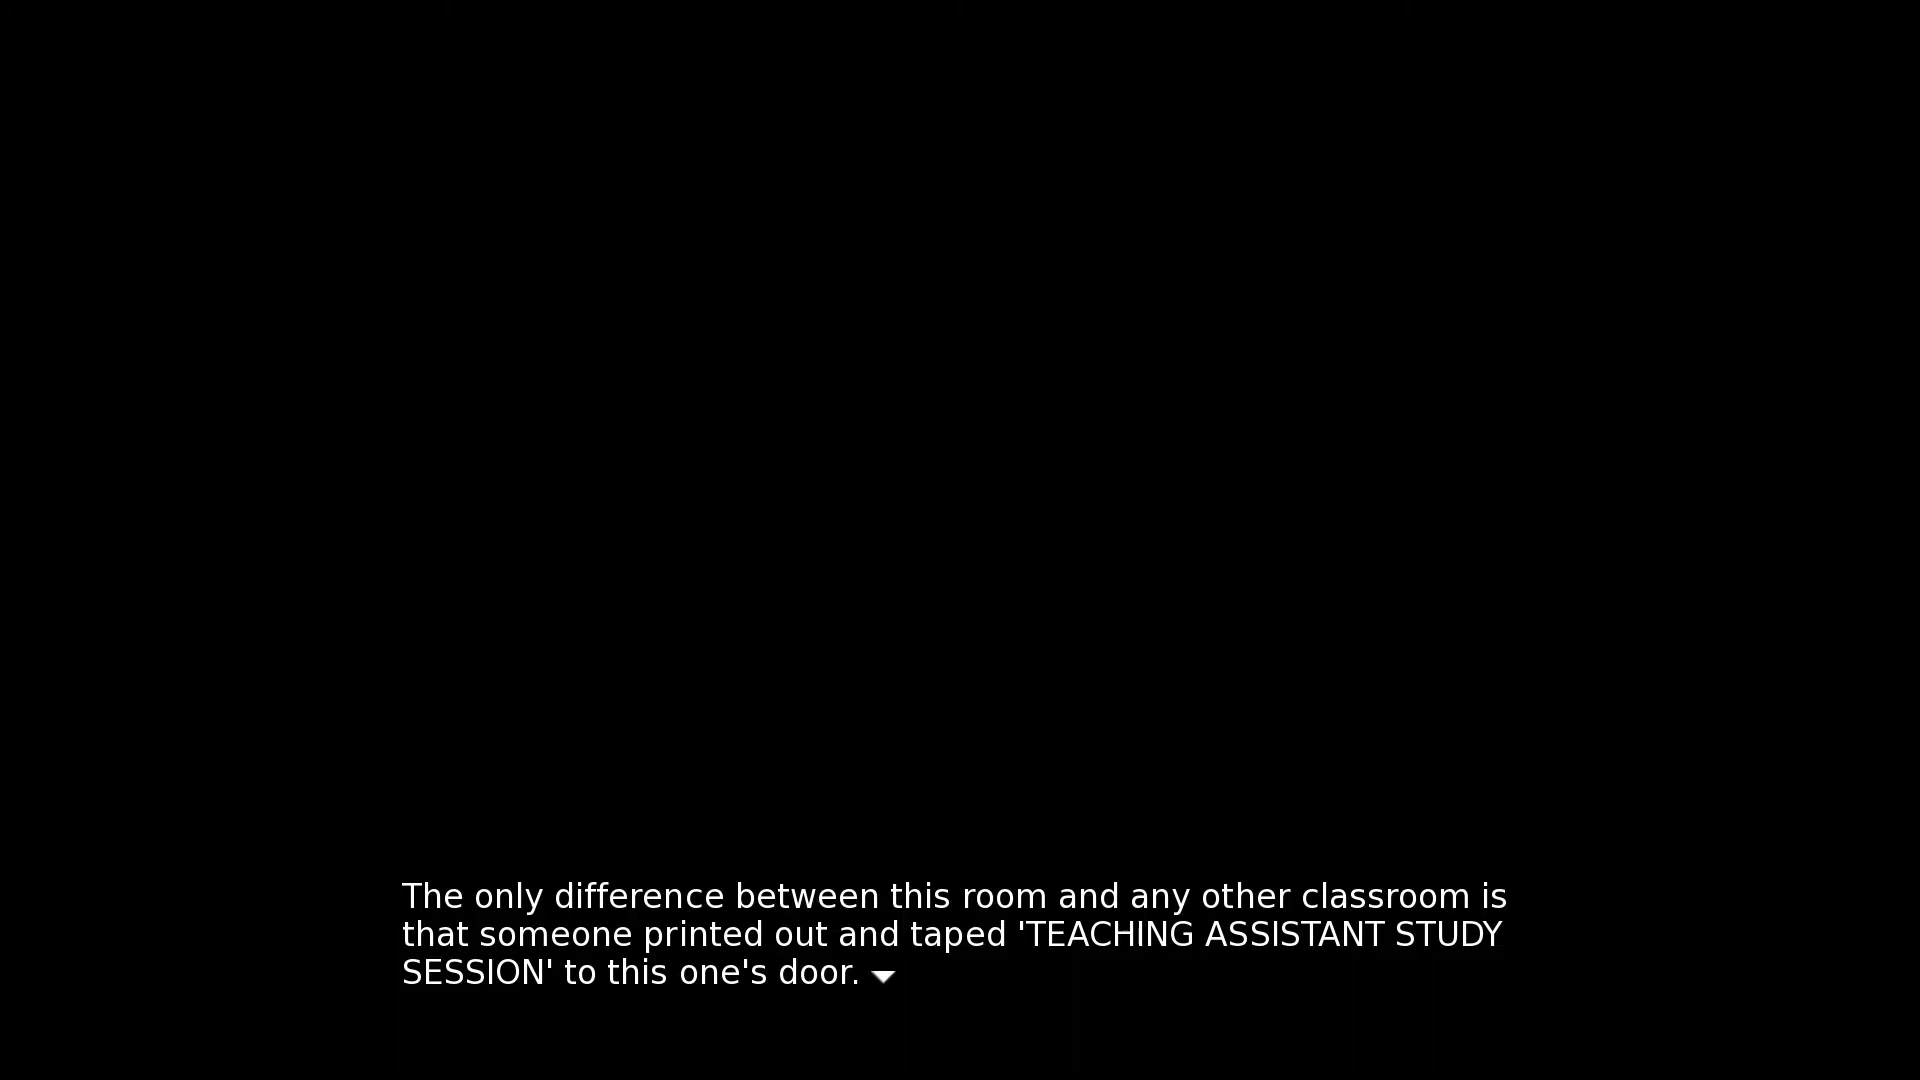 The only difference between this room and any other classroom is
that someone printed out and taped 'TEACHING ASSISTANT STUDY
SESSION' to this one's door.